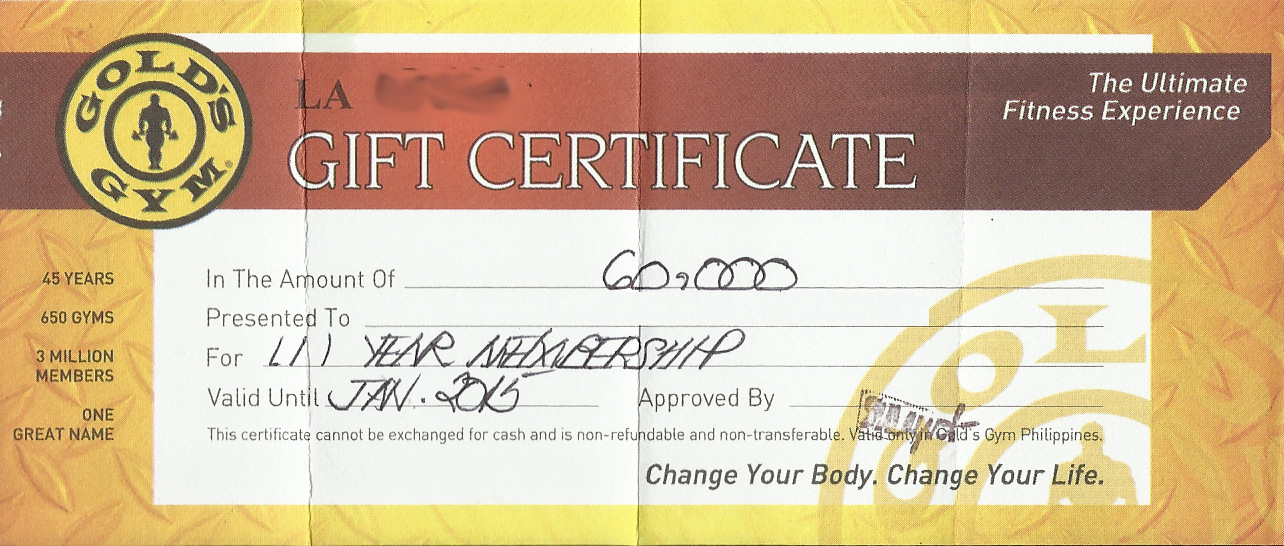 GOLD'S GYM
LA
GIFT CERTIFICATE
The Ultimate
Fitness Experience
45 YEARS
650 GYMS
3 MILLION
MEMBERS
ONE
GREAT NAME
In The Amount Of 60,000
Presented To
For (1) YEAR MEMBERSHIP
Valid Until JAN. 2015 Approved By
This certificate cannot be exchanged for cash and is non-refundable and non-transferable. Valid only in Gold's Gym Philippines.
Change Your Body. Change Your Life.
OL